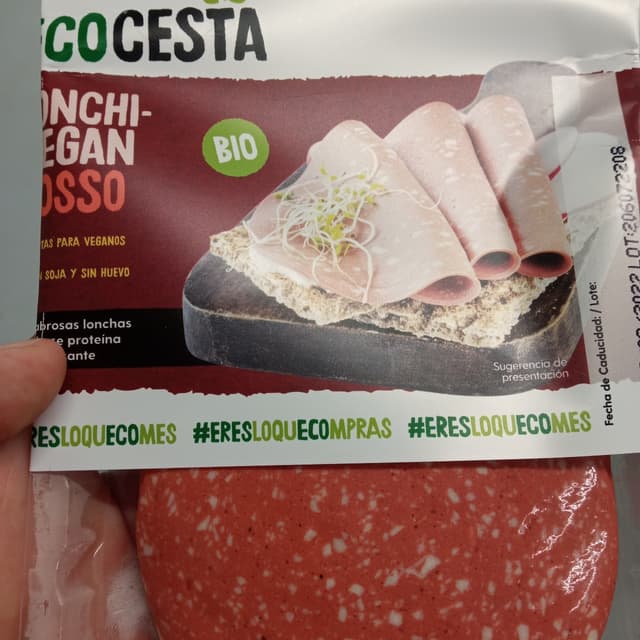 ECOCESTA
ONCHI-
EGAN
OSSO
BIO
TAS PARA VEGANOS
N SOJA Y SIN HUEVO
abrosas lonchas
e proteína
ante
Sugerencia de
presentación
Fecha de Caducidad: / Lote:
#ERESLOQUECOMES #ERESLOQUECOMPRAS #ERESLOQUECOMES